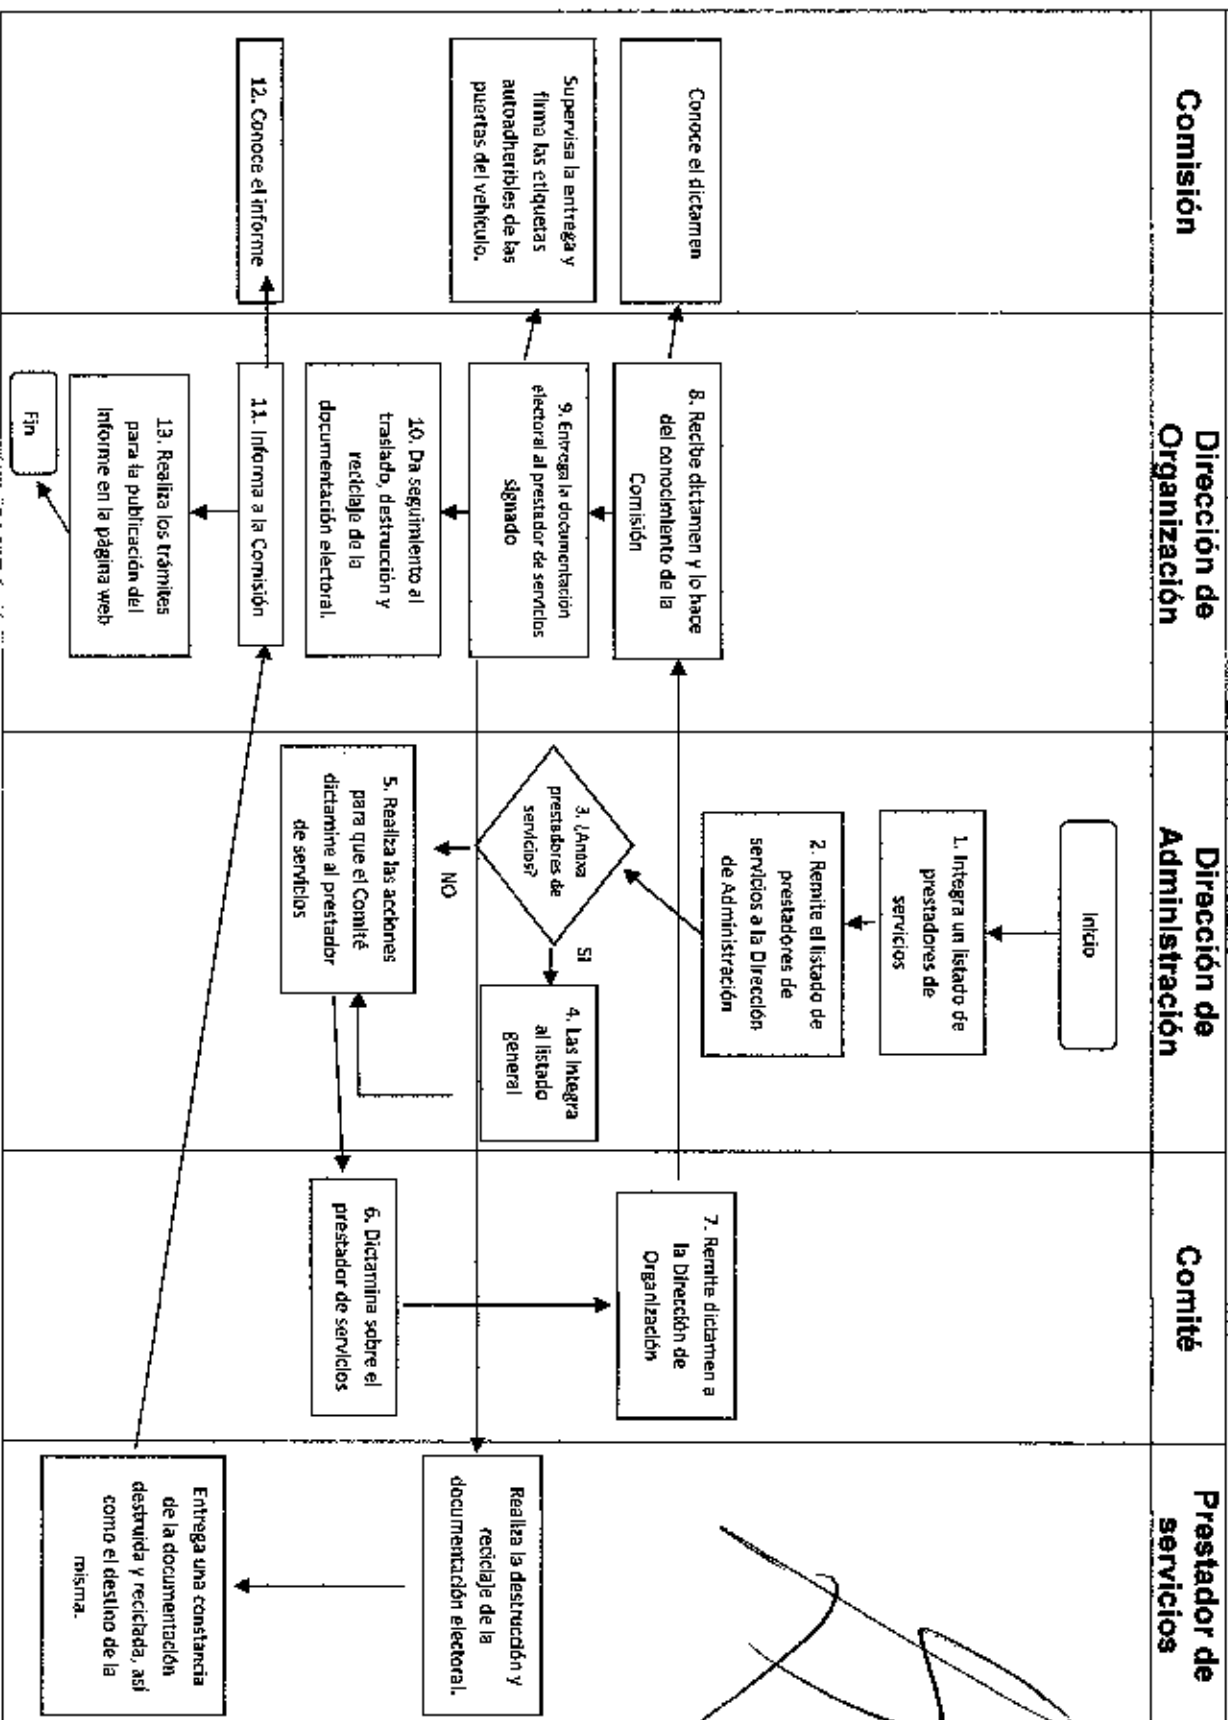 Comisión
Dirección de
Organización
Dirección de
Administración
Comité
Prestador de
servicios
Inicio
1. Integra un listado de
prestadores de
servicios
2. Remite el listado de
prestadores de
servicios a la Dirección
de Administración
3. ¿Anexa
prestadores de
servicios?
SI
NO
4. Las integra
al listado
general
5. Realiza las acciones
para que el Comité
dictamine al prestador
de servicios
6. Dictamina sobre el
prestador de servicios
7. Remite dictamen a
la Dirección de
Organización
8. Recibe dictamen y lo hace
del conocimiento de la
Comisión
Conoce el dictamen
9. Entrega la documentación
electoral al prestador de servicios
signado
Supervisa la entrega y
firma las etiquetas
autoadheribles de las
puertas del vehículo.
Realiza la destrucción y
reciclaje de la
documentación electoral.
10. Da seguimiento al
traslado, destrucción y
reciclaje de la
documentación electoral.
Entrega una constancia
de la documentación
destruida y reciclada, así
como el destino de la
misma.
11. Informa a la Comisión
12. Conoce el informe
13. Realiza los trámites
para la publicación del
informe en la página web
Fin